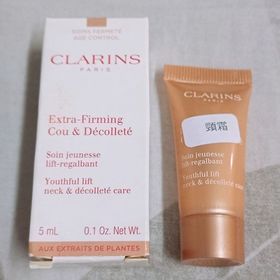 SOINS FERMETÉ
AGE CONTROL
CLARINS
PARIS
Extra-Firming
Cou & Décolleté
Soin jeunesse
lift-regalbant
Youthful lift
neck & décolleté care
5 mL
0.1 Oz. Net Wt.
AUX EXTRAITS DE PLANTES
CLARINS
PARIS
頸霜
Soin jeunesse
lift-regalbant
Youthful lift
neck & décolleté care